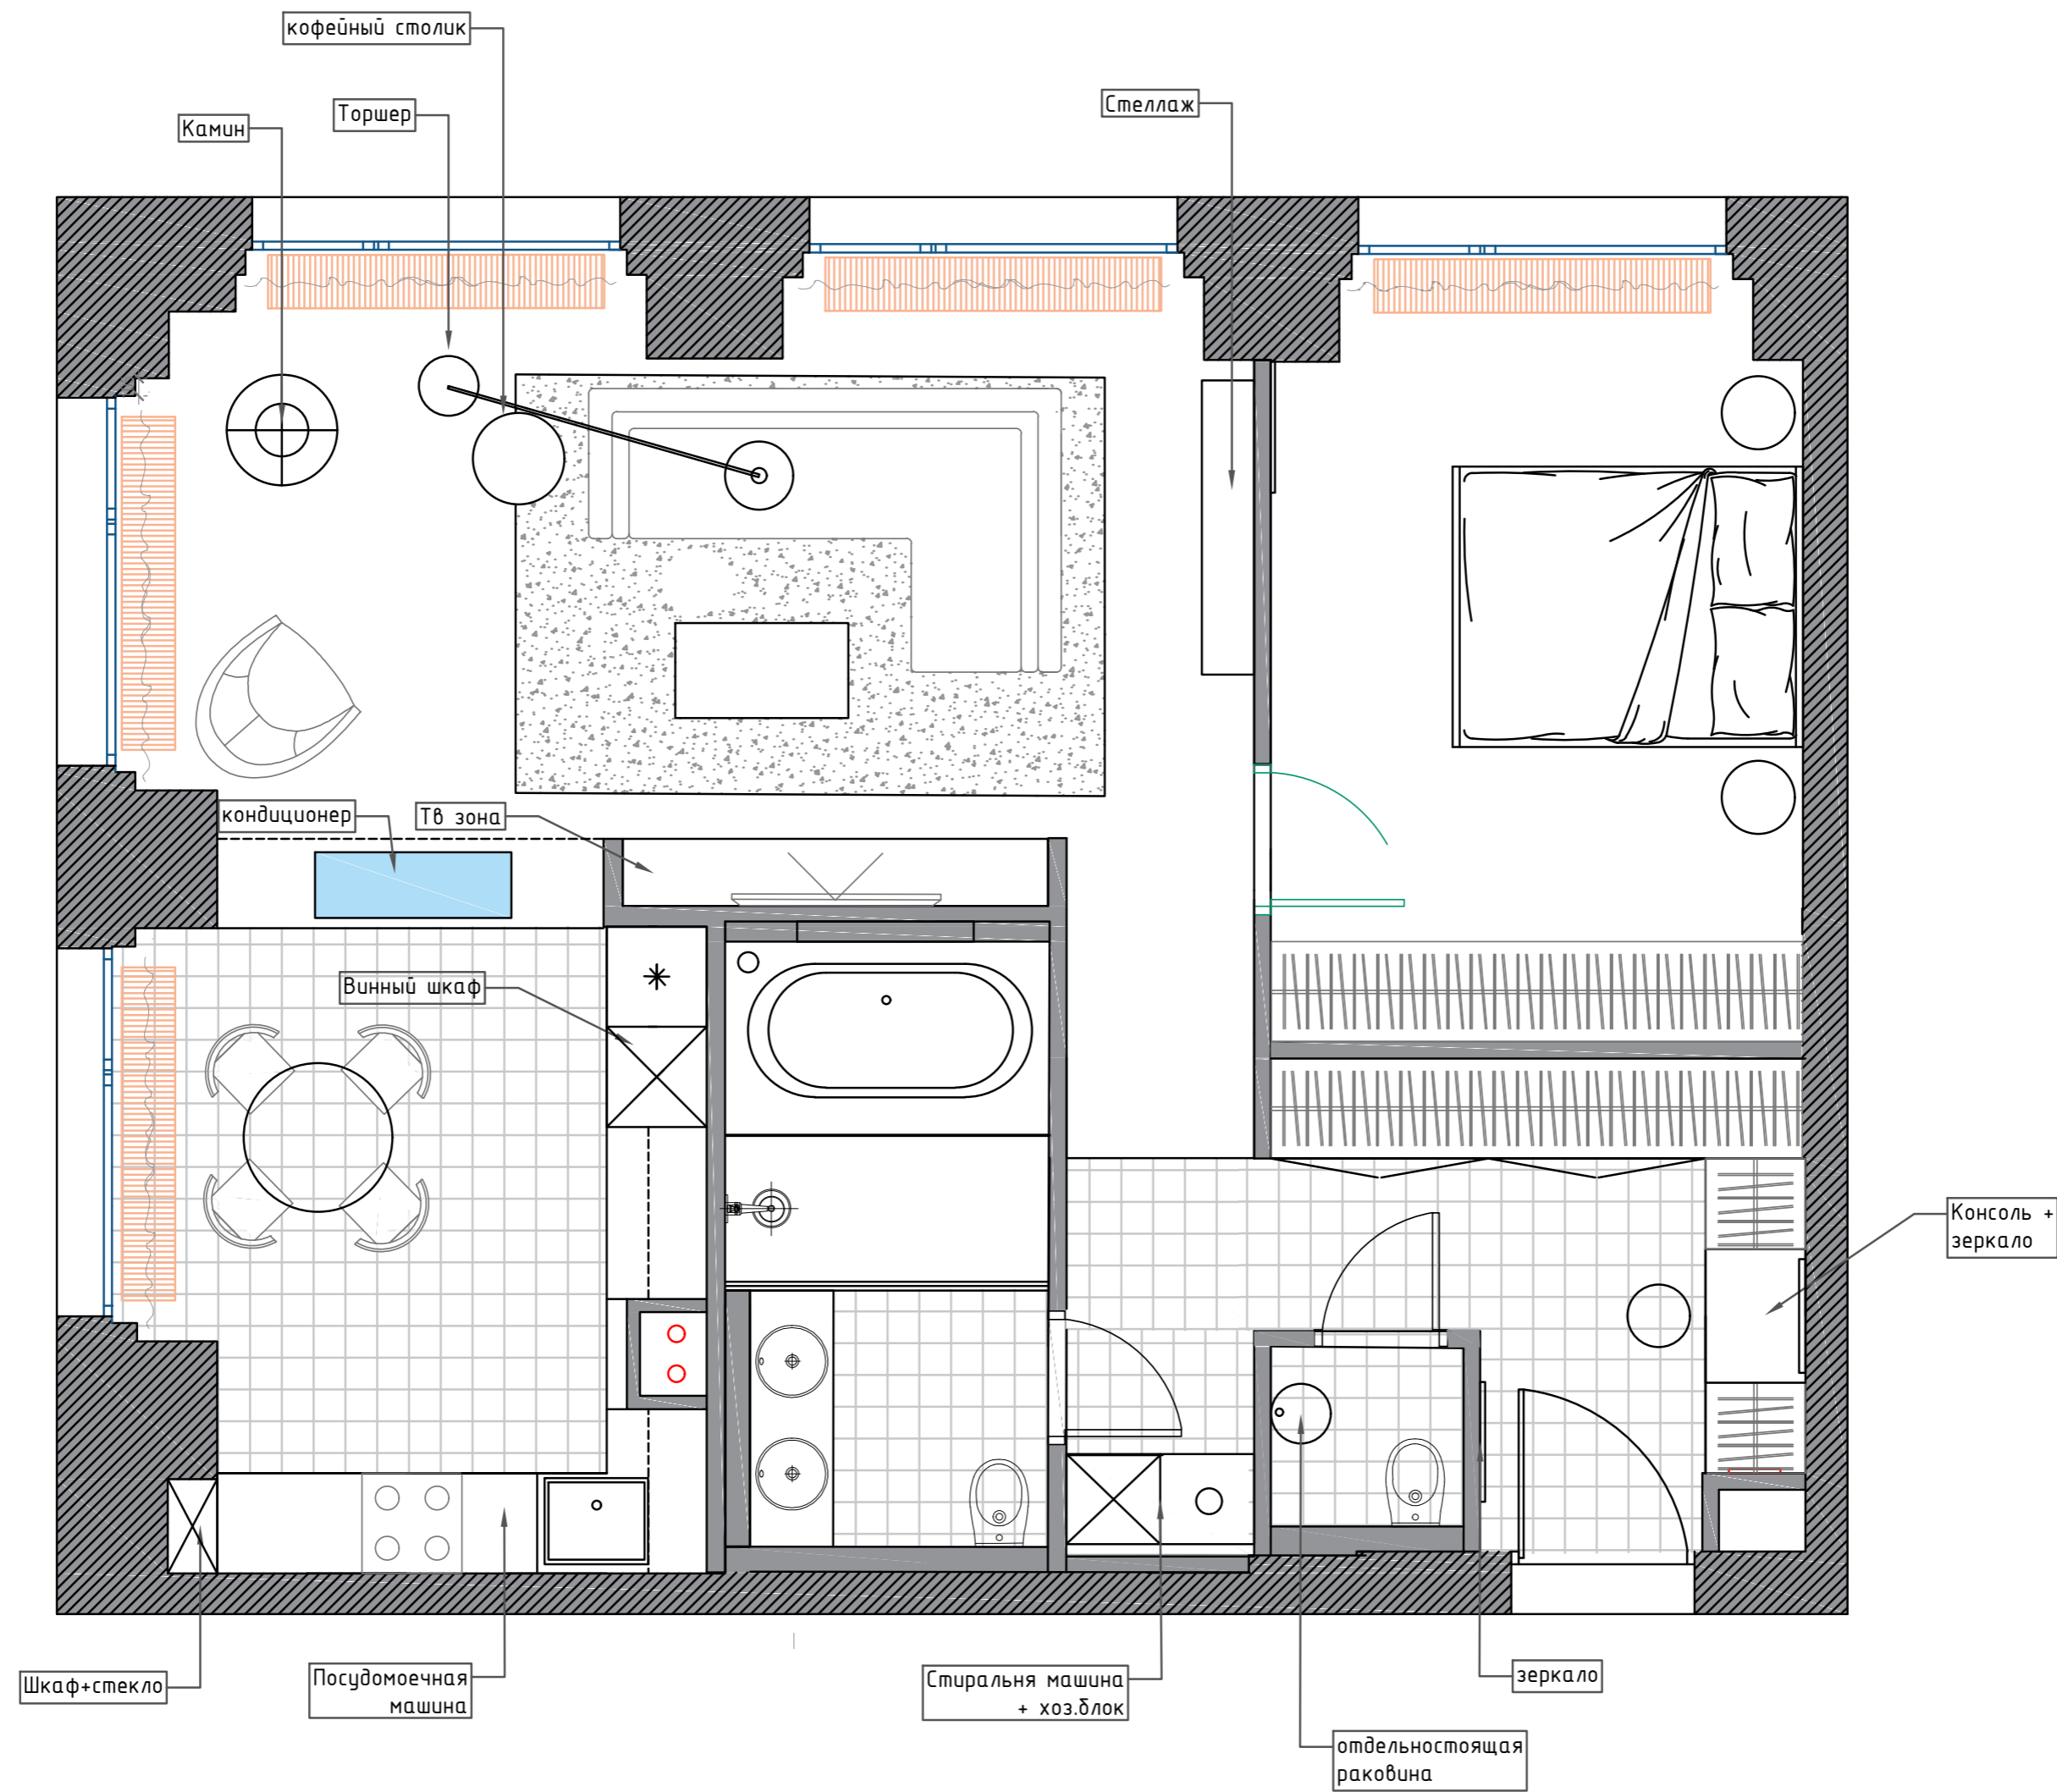 кофейный столик
Торшер
Камин
Стеллаж
кондиционер
Тв зона
Винный шкаф
Консоль +
зеркало
Шкаф+стекло
Посудомоечная
машина
Стиральня машина
+ хоз.блок
зеркало
отдельностоящая
раковина